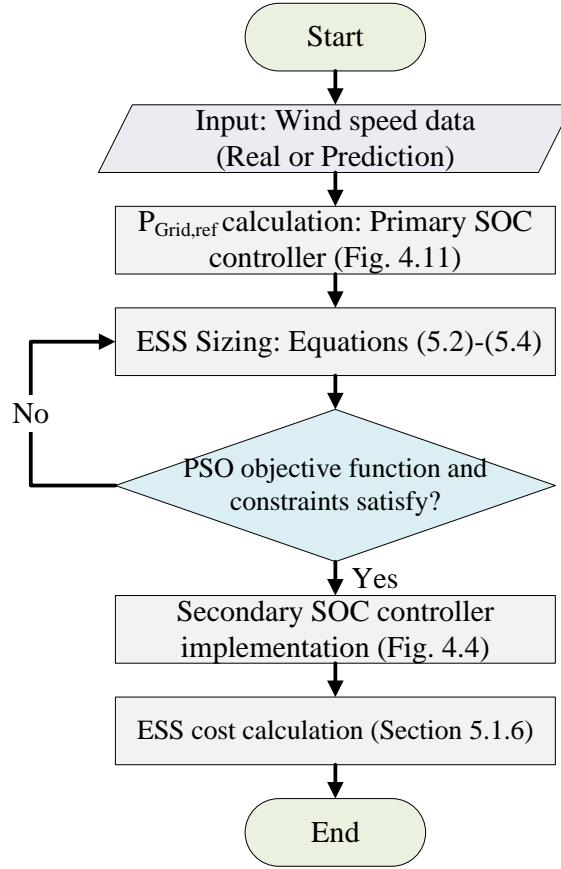 Start
Input: Wind speed data
(Real or Prediction)
P_Grid,ref calculation: Primary SOC
controller (Fig. 4.11)
ESS Sizing: Equations (5.2)-(5.4)
No
PSO objective function and
constraints satisfy?
Yes
Secondary SOC controller
implementation (Fig. 4.4)
ESS cost calculation (Section 5.1.6)
End